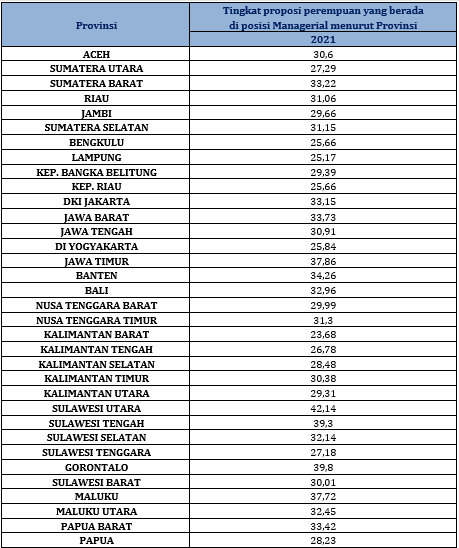 Provinsi
Tingkat proposi perempuan yang berada
di posisi Managerial menurut Provinsi
2021
ACEH 30,6
SUMATERA UTARA 27,29
SUMATERA BARAT 33,22
RIAU 31,06
JAMBI 29,66
SUMATERA SELATAN 31,15
BENGKULU 25,66
LAMPUNG 25,17
KEP. BANGKA BELITUNG 29,39
KEP. RIAU 25,66
DKI JAKARTA 33,15
JAWA BARAT 33,73
JAWA TENGAH 30,91
DI YOGYAKARTA 25,84
JAWA TIMUR 37,86
BANTEN 34,26
BALI 32,96
NUSA TENGGARA BARAT 29,99
NUSA TENGGARA TIMUR 31,3
KALIMANTAN BARAT 23,68
KALIMANTAN TENGAH 26,78
KALIMANTAN SELATAN 28,48
KALIMANTAN TIMUR 30,38
KALIMANTAN UTARA 29,31
SULAWESI UTARA 42,14
SULAWESI TENGAH 39,3
SULAWESI SELATAN 32,14
SULAWESI TENGGARA 27,18
GORONTALO 39,8
SULAWESI BARAT 30,01
MALUKU 37,72
MALUKU UTARA 32,45
PAPUA BARAT 33,42
PAPUA 28,23